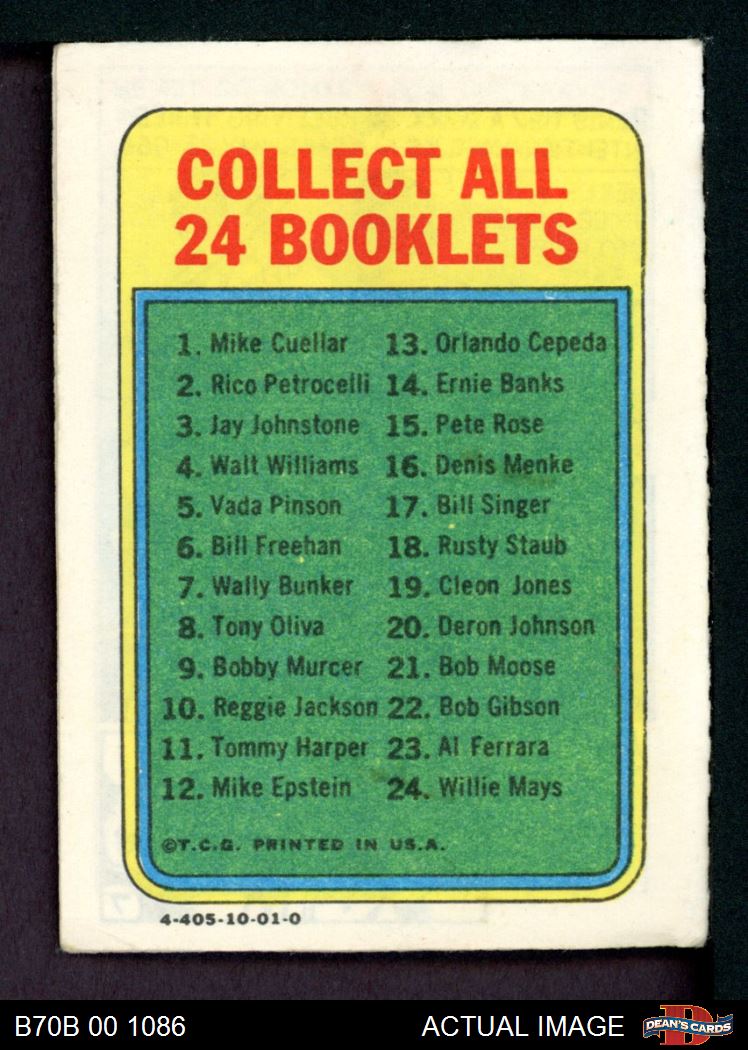 COLLECT ALL
24 BOOKLETS
1. Mike Cuellar
2. Rico Petrocelli
3. Jay Johnstone
4. Walt Williams
5. Vada Pinson
6. Bill Freehan
7. Wally Bunker
8. Tony Oliva
9. Bobby Murcer
10. Reggie Jackson
11. Tommy Harper
12. Mike Epstein
13. Orlando Cepeda
14. Ernie Banks
15. Pete Rose
16. Denis Menke
17. Bill Singer
18. Rusty Staub
19. Cleon Jones
20. Deron Johnson
21. Bob Moose
22. Bob Gibson
23. Al Ferrara
24. Willie Mays
©T.C.G. PRINTED IN U.S.A.
4-405-10-01-0
B70B 00 1086
ACTUAL IMAGE
DEAN'S CARDS